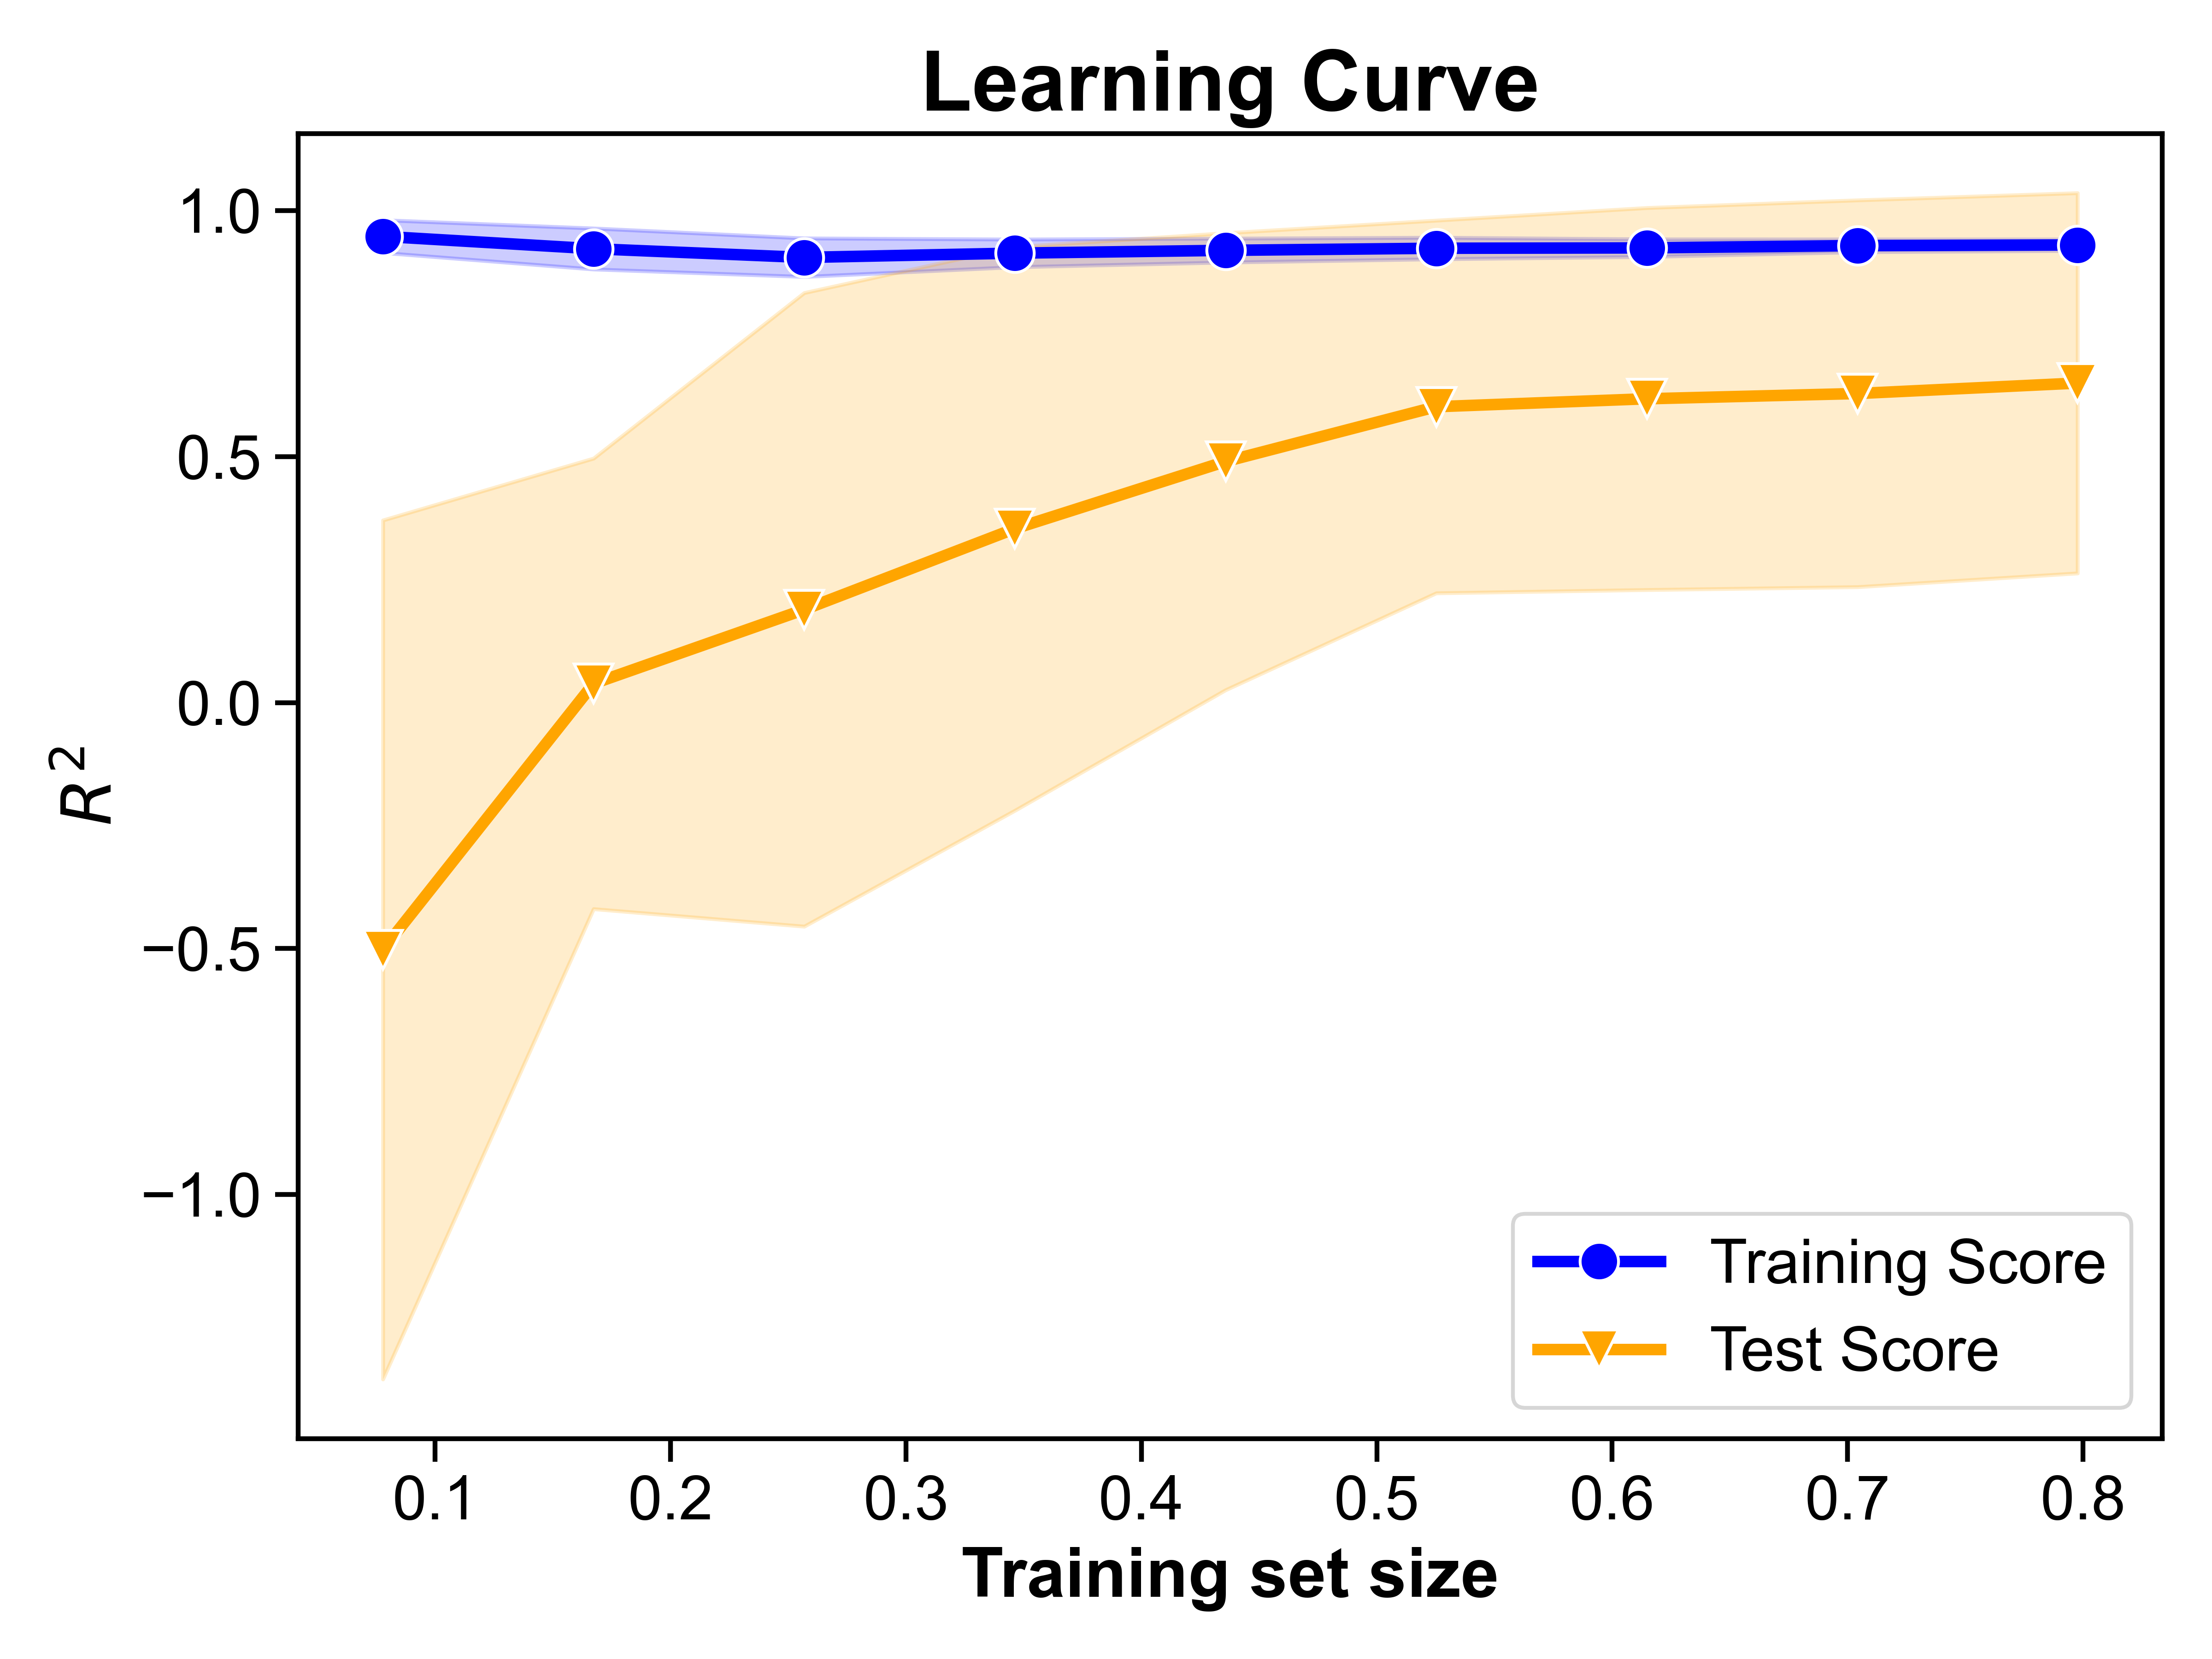 Learning Curve
1.0
0.5
0.0
−0.5
−1.0
R²
Training Score
Test Score
0.1 0.2 0.3 0.4 0.5 0.6 0.7 0.8
Training set size